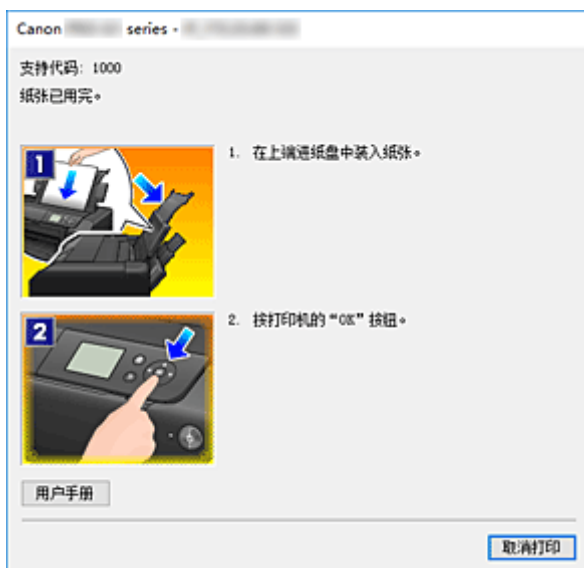 Canon series -
支持代码: 1000
纸张已用完。
1
1. 在上端进纸盘中装入纸张。
2
2. 按打印机的“OK”按钮。
用户手册
取消打印